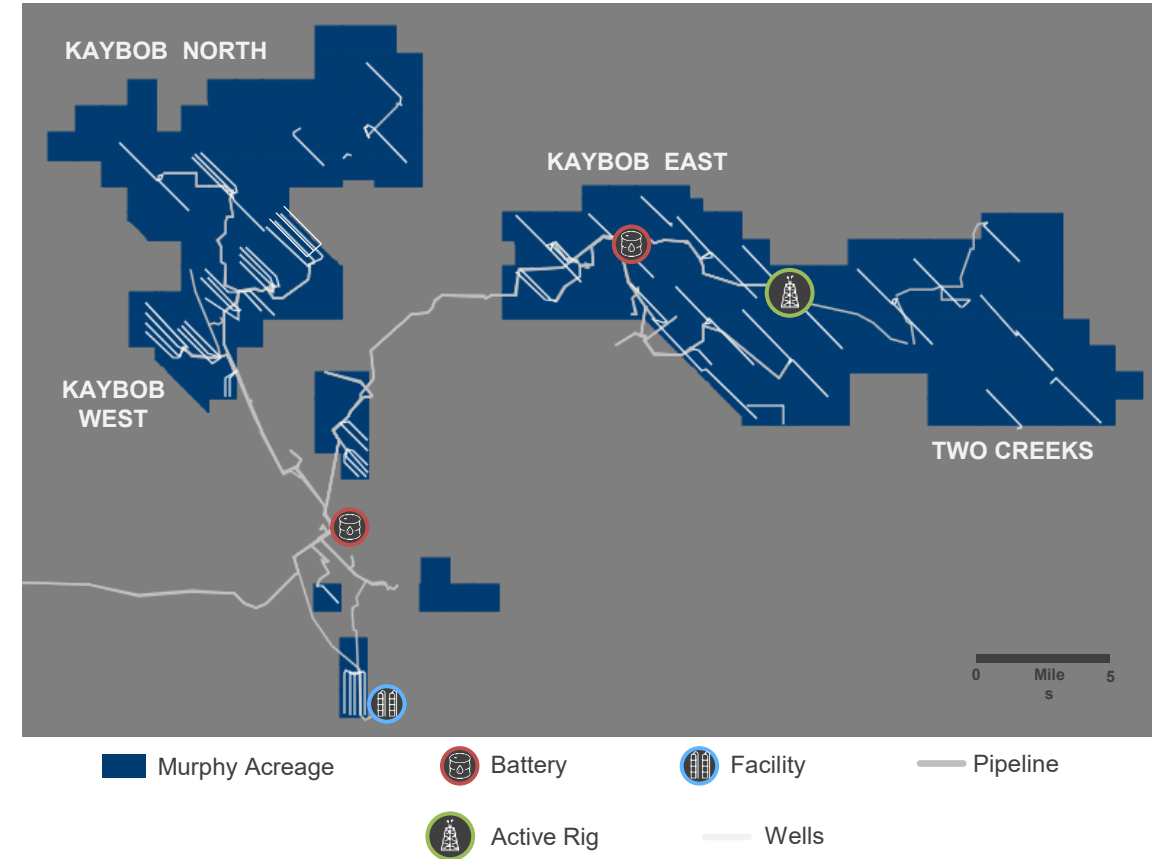 KAYBOB  NORTH
KAYBOB  EAST
KAYBOB
WEST
TWO CREEKS
0 Mile 5
s
Murphy Acreage
Battery
Facility
Pipeline
Active Rig
Wells